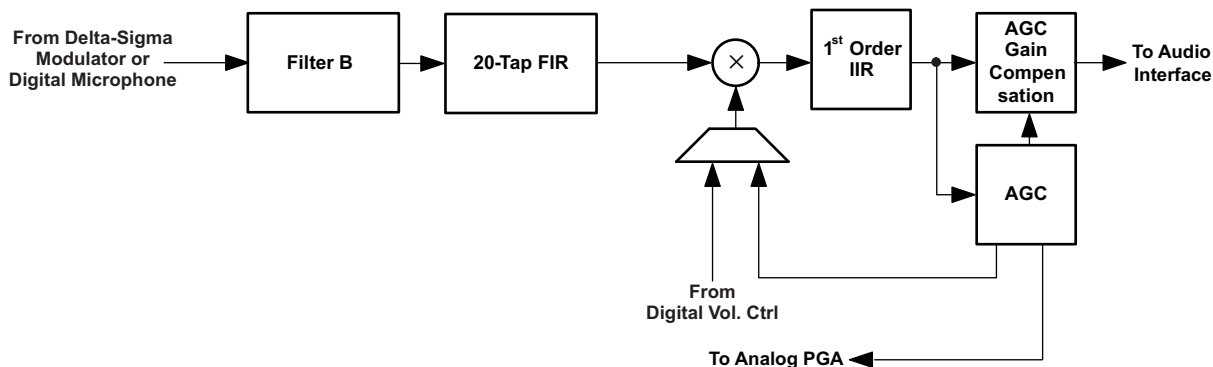 From Delta-Sigma
Modulator or
Digital Microphone
Filter B
20-Tap FIR
×
1st Order
IIR
AGC
Gain
Compen
sation
To Audio
Interface
AGC
From
Digital Vol. Ctrl
To Analog PGA